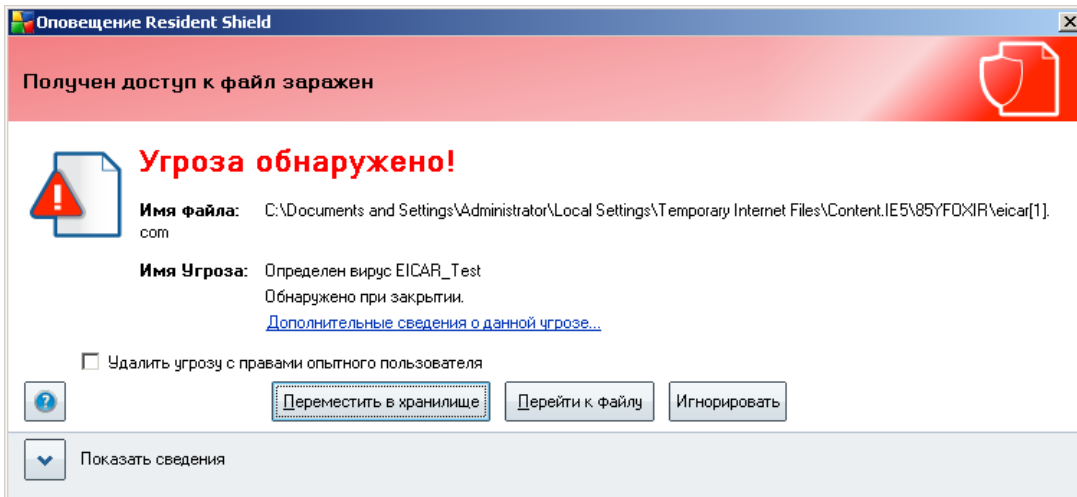 Оповещение Resident Shield
Получен доступ к файл заражен
Угроза обнаружено!
Имя файла: C:\Documents and Settings\Administrator\Local Settings\Temporary Internet Files\Content.IE5\85YFOXIR\eicar[1].
com
Имя Угроза: Определен вирус EICAR_Test
Обнаружено при закрытии.
Дополнительные сведения о данной угрозе...
Удалить угрозу с правами опытного пользователя
Переместить в хранилище Перейти к файлу Игнорировать
Показать сведения